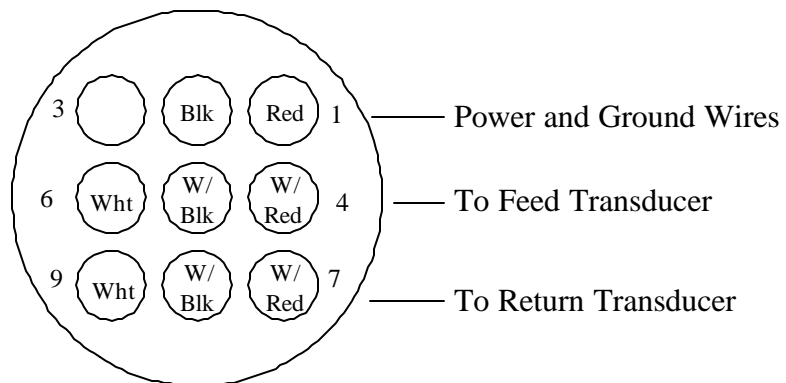 3 Blk Red 1 Power and Ground Wires
6 Wht W/ Blk W/ Red 4 To Feed Transducer
9 Wht W/ Blk W/ Red 7 To Return Transducer